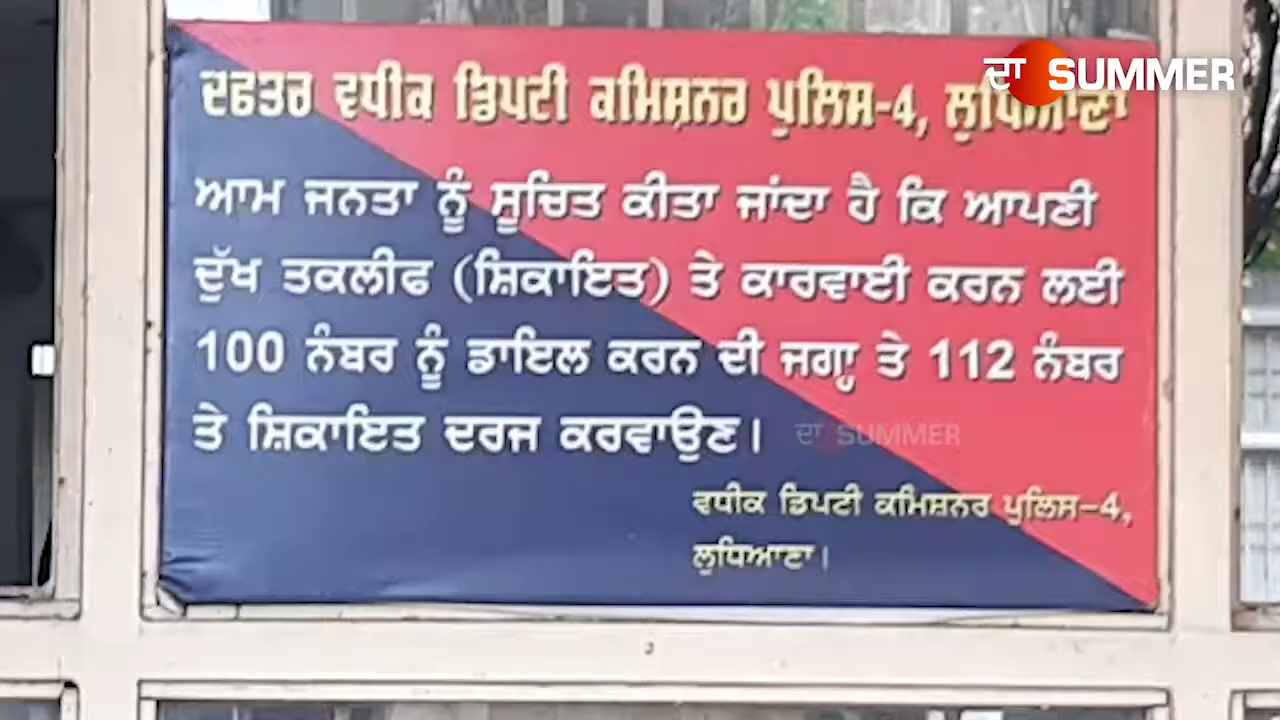 ਦਾ SUMMER
ਦਫਤਰ ਵਧੀਕ ਡਿਪਟੀ ਕਮਿਸ਼ਨਰ ਪੁਲਿਸ-4, ਲੁਧਿਆਣਾ
ਆਮ ਜਨਤਾ ਨੂੰ ਸੂਚਿਤ ਕੀਤਾ ਜਾਂਦਾ ਹੈ ਕਿ ਆਪਣੀ
ਦੁੱਖ ਤਕਲੀਫ (ਸ਼ਿਕਾਇਤ) ਤੇ ਕਾਰਵਾਈ ਕਰਨ ਲਈ
100 ਨੰਬਰ ਨੂੰ ਡਾਇਲ ਕਰਨ ਦੀ ਜਗ੍ਹਾ ਤੇ 112 ਨੰਬਰ
ਤੇ ਸ਼ਿਕਾਇਤ ਦਰਜ ਕਰਵਾਉਣ।
ਦਾ SUMMER
ਵਧੀਕ ਡਿਪਟੀ ਕਮਿਸ਼ਨਰ ਪੁਲਿਸ-4,
ਲੁਧਿਆਣਾ।